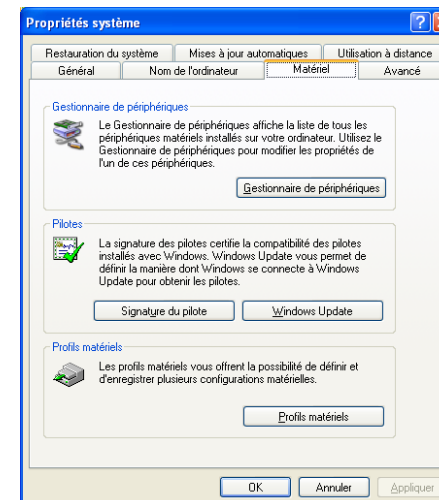 Propriétés système
Restauration du système Mises à jour automatiques Utilisation à distance
Général Nom de l'ordinateur Matériel Avancé
Gestionnaire de périphériques
Le Gestionnaire de périphériques affiche la liste de tous les
périphériques matériels installés sur votre ordinateur. Utilisez le
Gestionnaire de périphériques pour modifier les propriétés de
l'un de ces périphériques.
Gestionnaire de périphériques
Pilotes
La signature des pilotes certifie la compatibilité des pilotes
installés avec Windows. Windows Update vous permet de
définir la manière dont Windows se connecte à Windows
Update pour obtenir les pilotes.
Signature du pilote Windows Update
Profils matériels
Les profils matériels vous offrent la possibilité de définir et
d'enregistrer plusieurs configurations matérielles.
Profils matériels
OK Annuler Appliquer